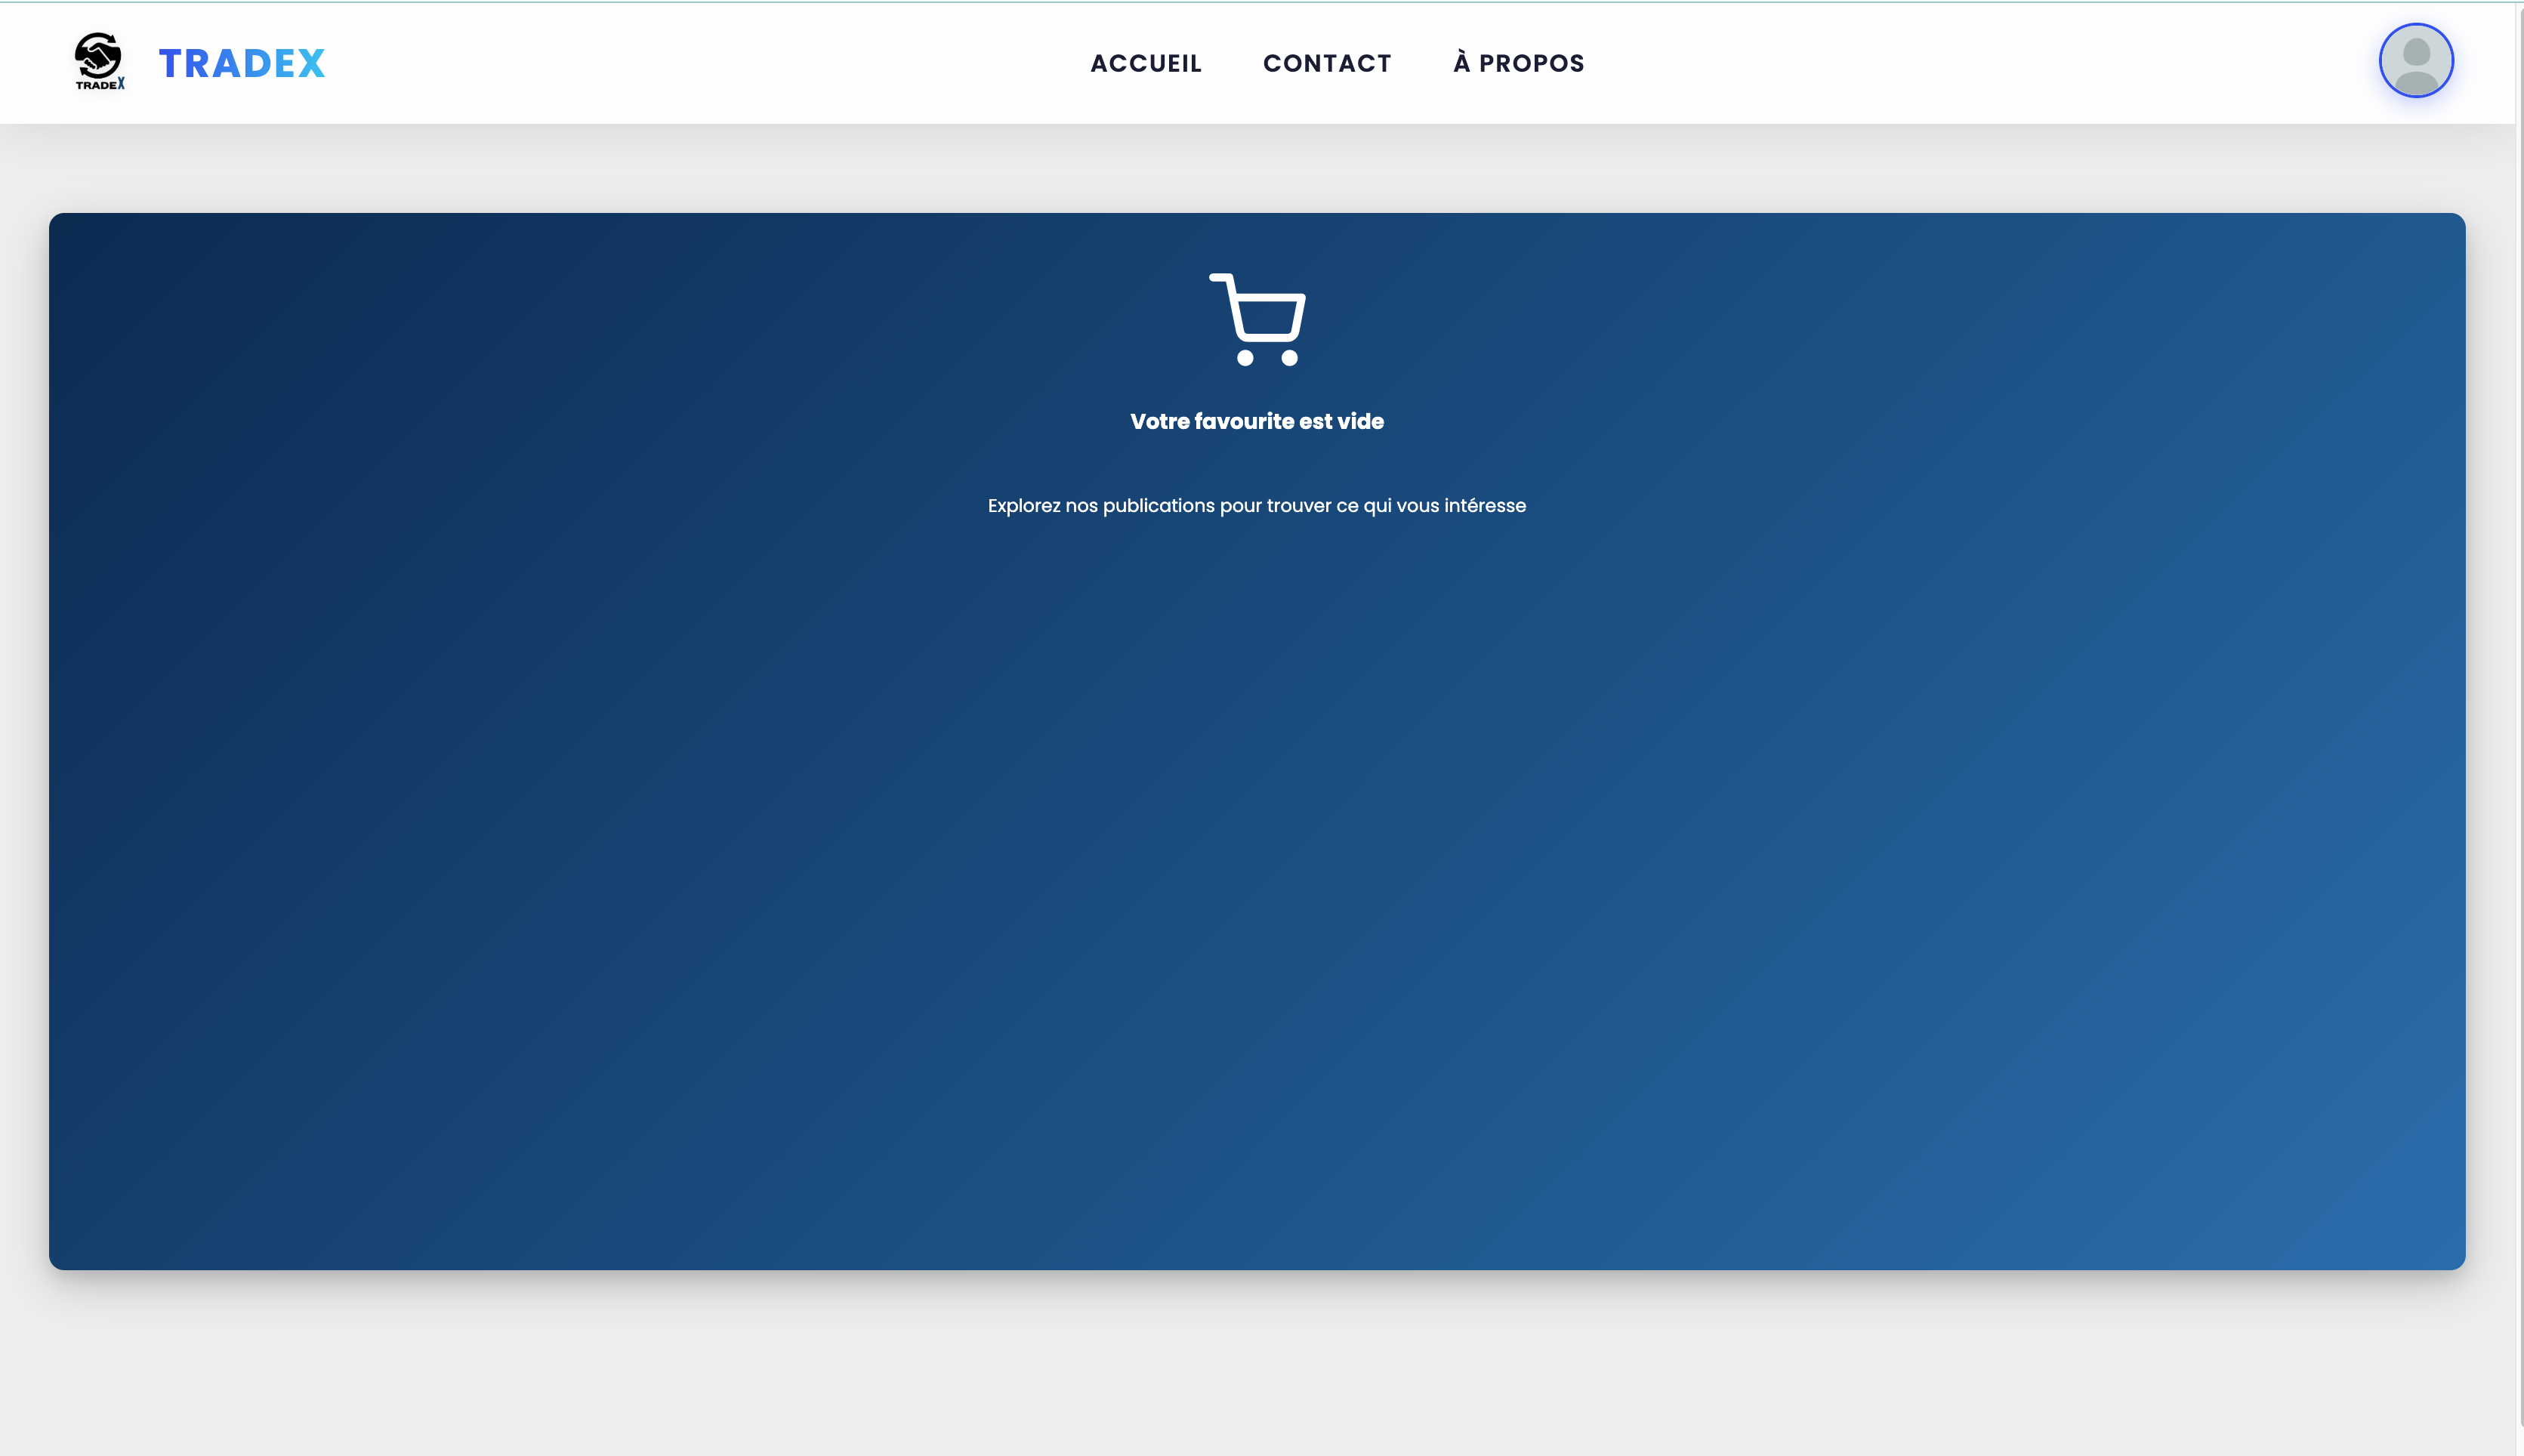 TRADEX
TRADEX
ACCUEIL
CONTACT
À PROPOS
Votre favourite est vide
Explorez nos publications pour trouver ce qui vous intéresse